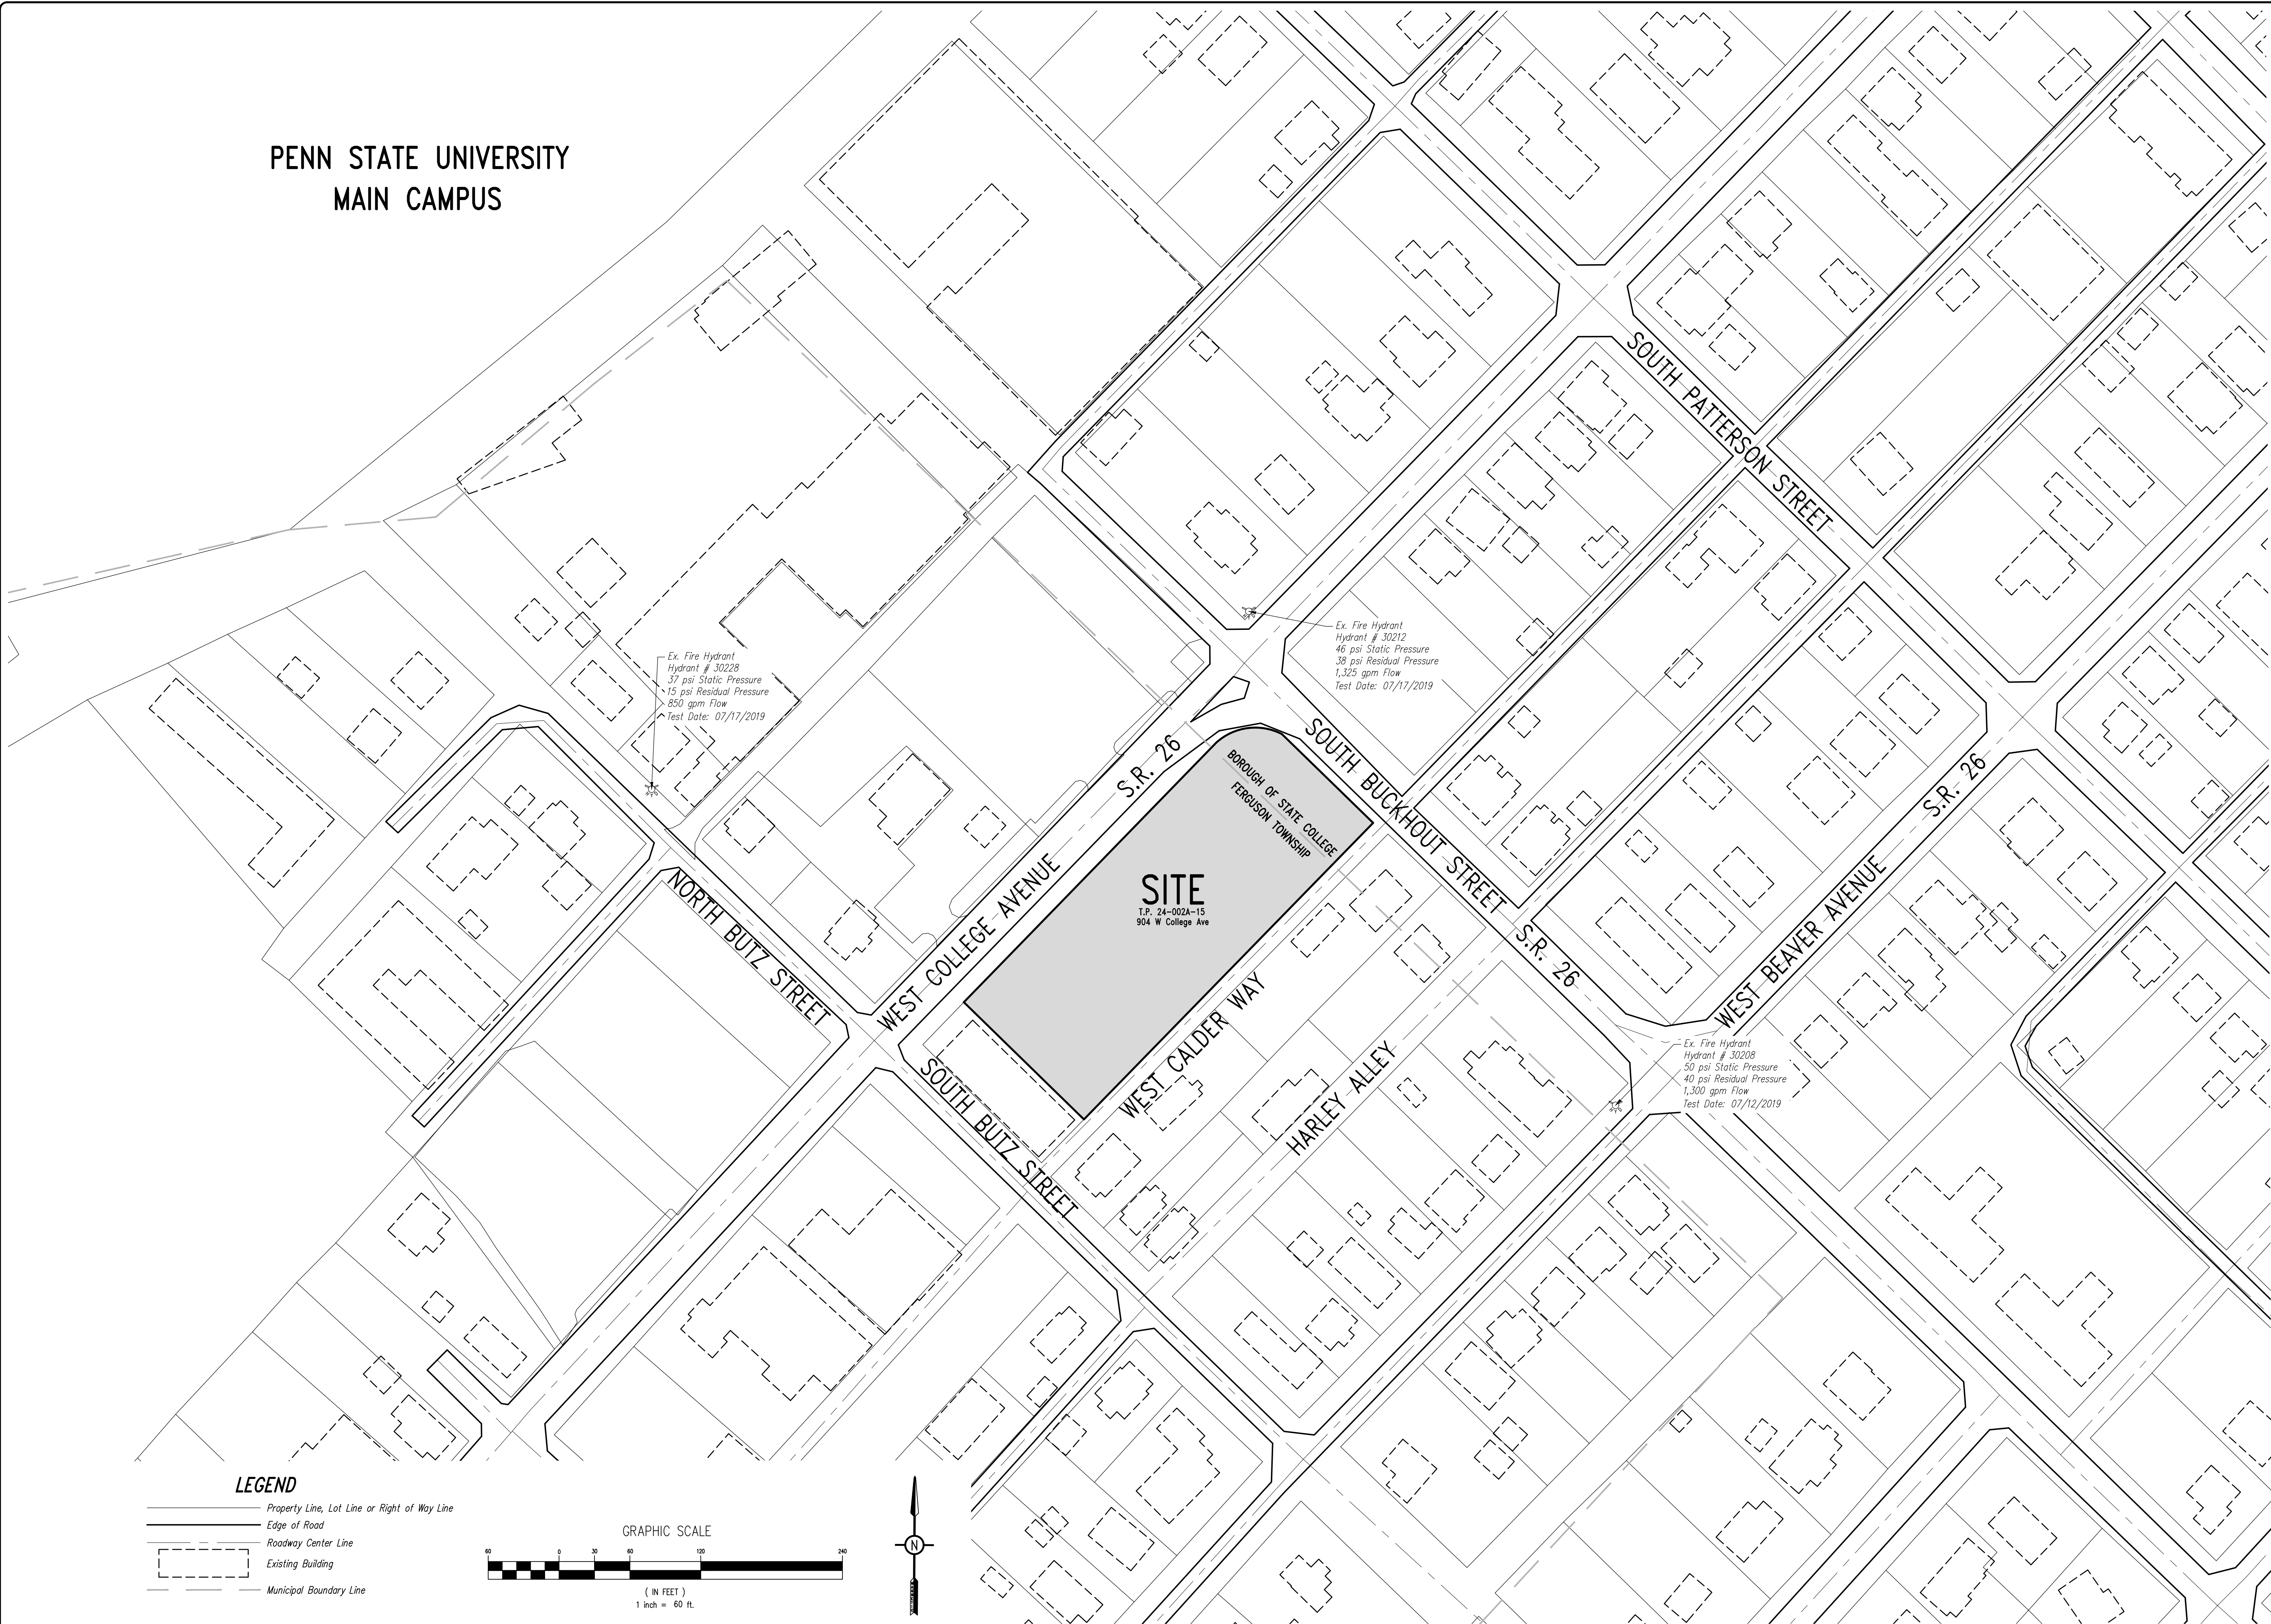 PENN STATE UNIVERSITY
MAIN CAMPUS
SOUTH PATTERSON STREET
Ex. Fire Hydrant
Hydrant # 30212
46 psi Static Pressure
38 psi Residual Pressure
1,325 gpm Flow
Test Date: 07/17/2019
Ex. Fire Hydrant
Hydrant # 30228
37 psi Static Pressure
15 psi Residual Pressure
850 gpm Flow
Test Date: 07/17/2019
WEST COLLEGE AVENUE S.R. 26
SOUTH BUCKHOUT STREET S.R. 26
BOROUGH OF STATE COLLEGE
FERGUSON TOWNSHIP
SITE
T.P. 24-002A-15
904 W College Ave
NORTH BUTZ STREET
WEST BEAVER AVENUE S.R. 26
WEST CALDER WAY
HARLEY ALLEY
SOUTH BUTZ STREET
Ex. Fire Hydrant
Hydrant # 30208
50 psi Static Pressure
40 psi Residual Pressure
1,300 gpm Flow
Test Date: 07/12/2019
LEGEND
Property Line, Lot Line or Right of Way Line
Edge of Road
Roadway Center Line
Existing Building
Municipal Boundary Line
GRAPHIC SCALE
60 0 30 60 120 240
( IN FEET )
1 inch = 60 ft.
N